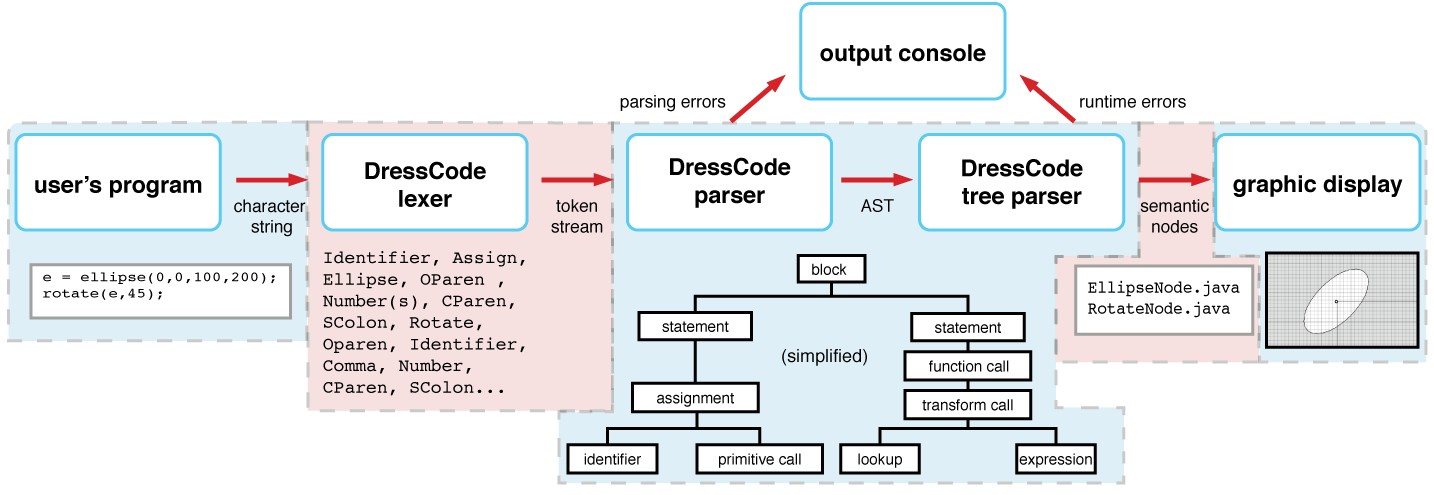 output console
parsing errors
runtime errors
user's program
character
string
DressCode
lexer
token
stream
DressCode
parser
AST
DressCode
tree parser
semantic
nodes
graphic display
e = ellipse(0,0,100,200);
rotate(e,45);
Identifier, Assign,
Ellipse, OParen ,
Number(s), CParen,
SColon, Rotate,
Oparen, Identifier,
Comma, Number,
CParen, SColon...
block
statement
statement
(simplified)
function call
assignment
transform call
identifier
primitive call
lookup
expression
EllipseNode.java
RotateNode.java